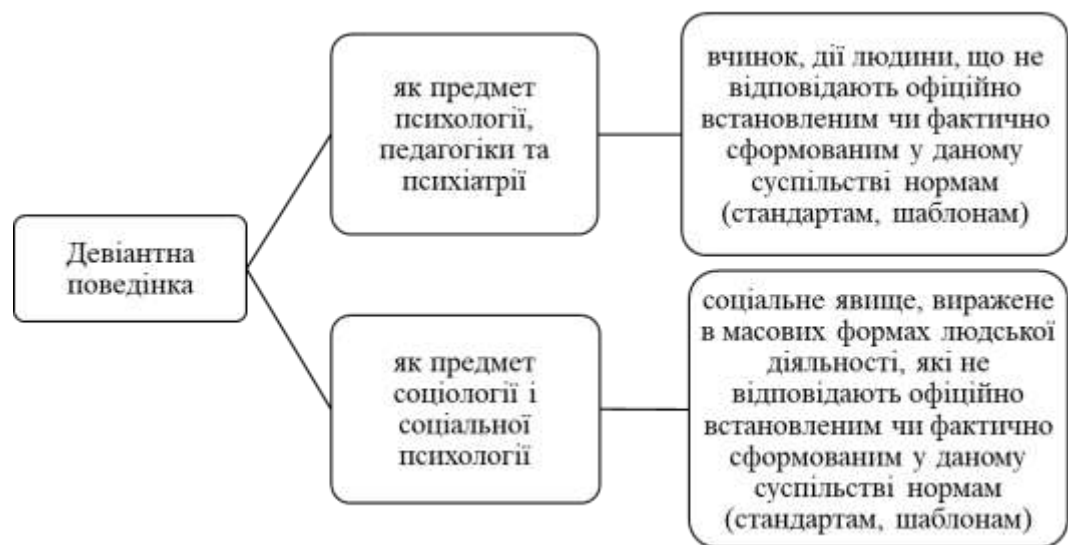 Девіантна
поведінка
як предмет
психології,
педагогіки та
психіатрії
вчинок, дії людини, що не
відповідають офіційно
встановленим чи фактично
сформованим у даному
суспільстві нормам
(стандартам, шаблонам)
як предмет
соціології і
соціальної
психології
соціальне явище, виражене
в масових формах людської
діяльності, які не
відповідають офіційно
встановленим чи фактично
сформованим у даному
суспільстві нормам
(стандартам, шаблонам)